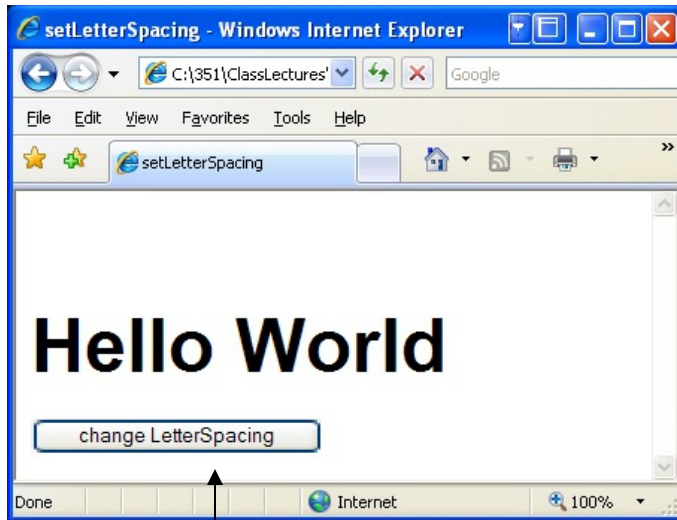 setLetterSpacing - Windows Internet Explorer
C:\351\ClassLectures'
Google
File Edit View Favorites Tools Help
setLetterSpacing
»
Hello World
change LetterSpacing
Done
Internet
100%